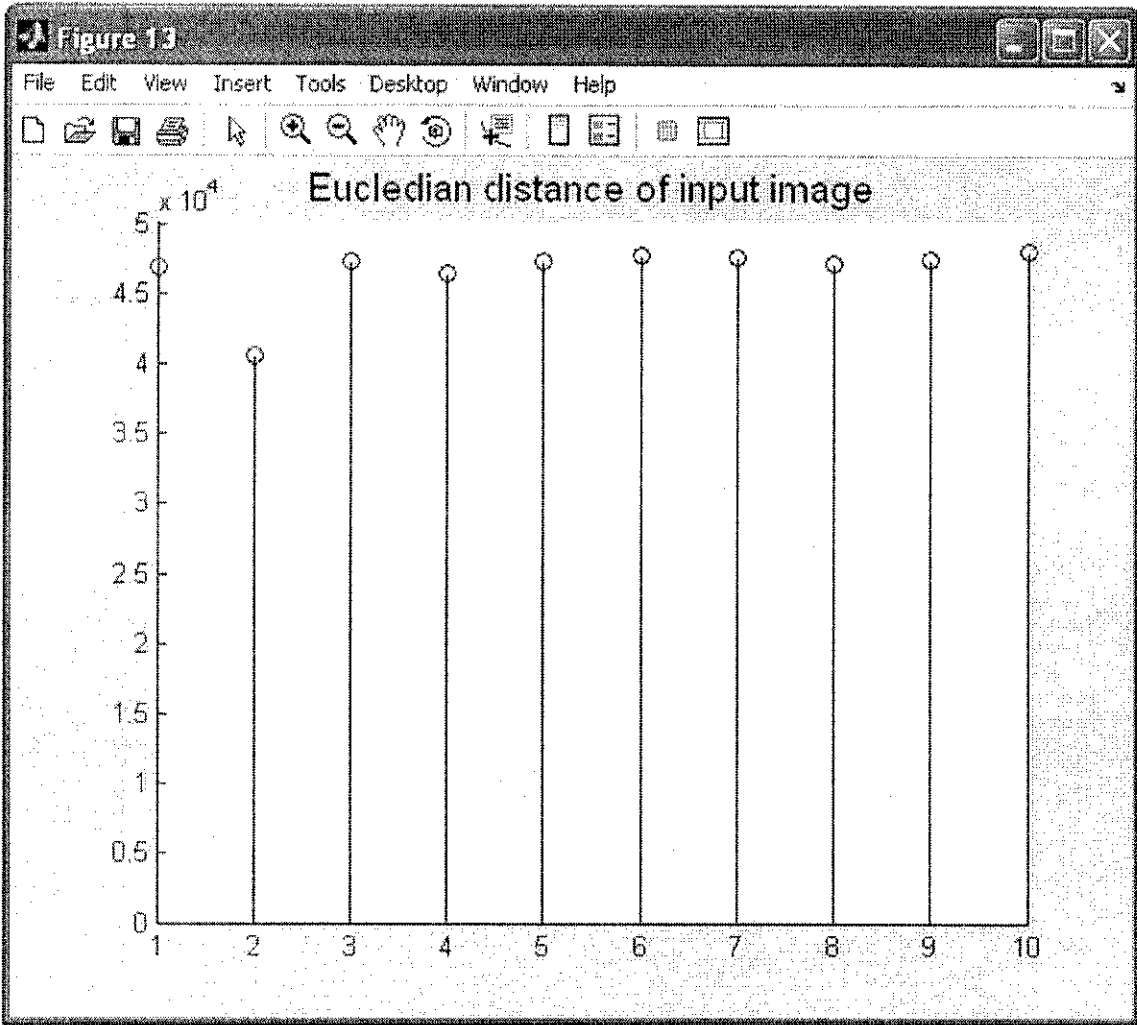 Figure 13
File Edit View Insert Tools Desktop Window Help
x 10^4
Eucledian distance of input image
5
4.5
4
3.5
3
2.5
2
1.5
1
0.5
0
1 2 3 4 5 6 7 8 9 10